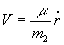 V = μ/m₂ ṙ